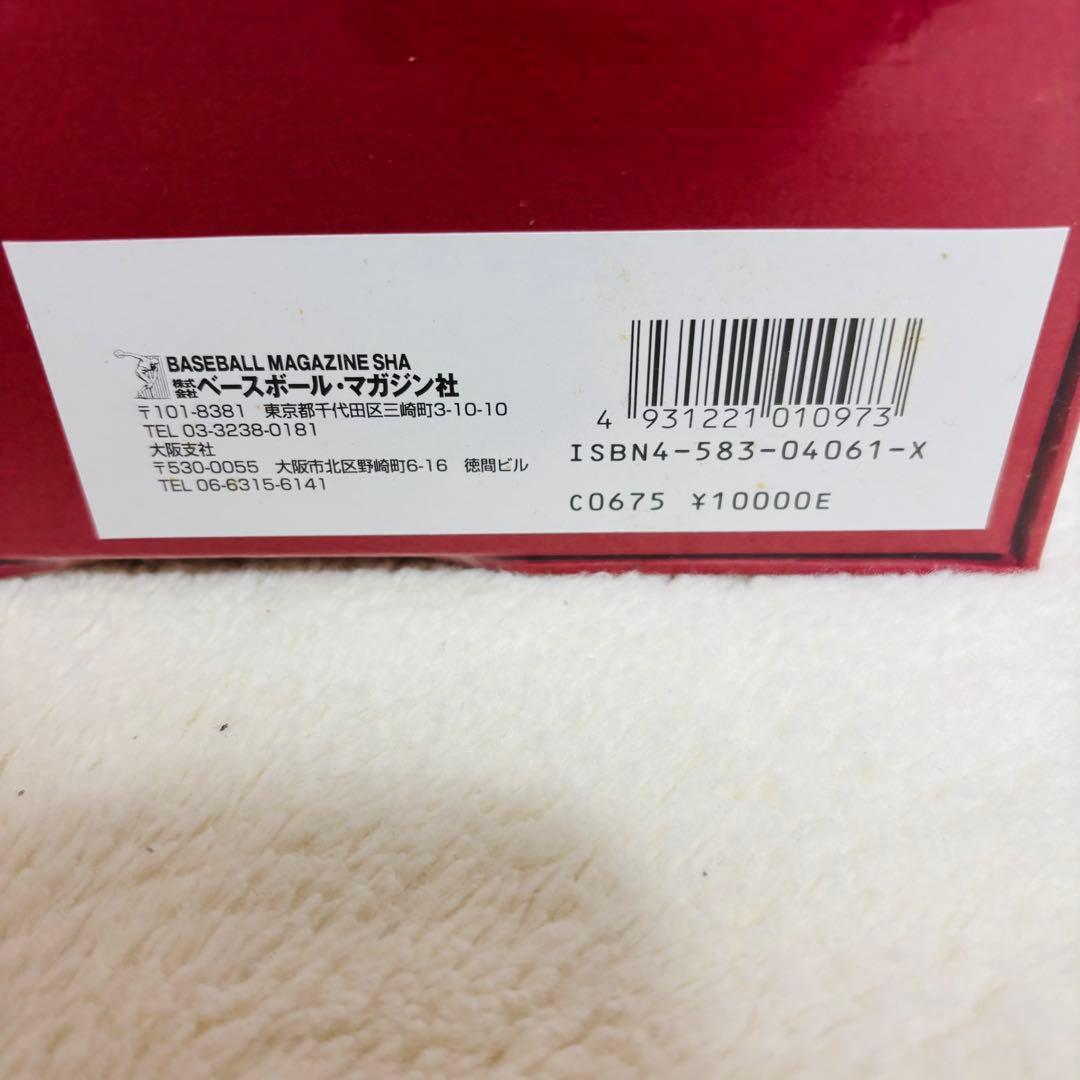 BASEBALL MAGAZINE SHA
株式会社 ベースボール・マガジン社
〒101-8381 東京都千代田区三崎町3-10-10
TEL 03-3238-0181
大阪支社
〒530-0055 大阪市北区野崎町6-16 徳間ビル
TEL 06-6315-6141
4 931221 010973
ISBN4-583-04061-X
C0675 ¥10000E